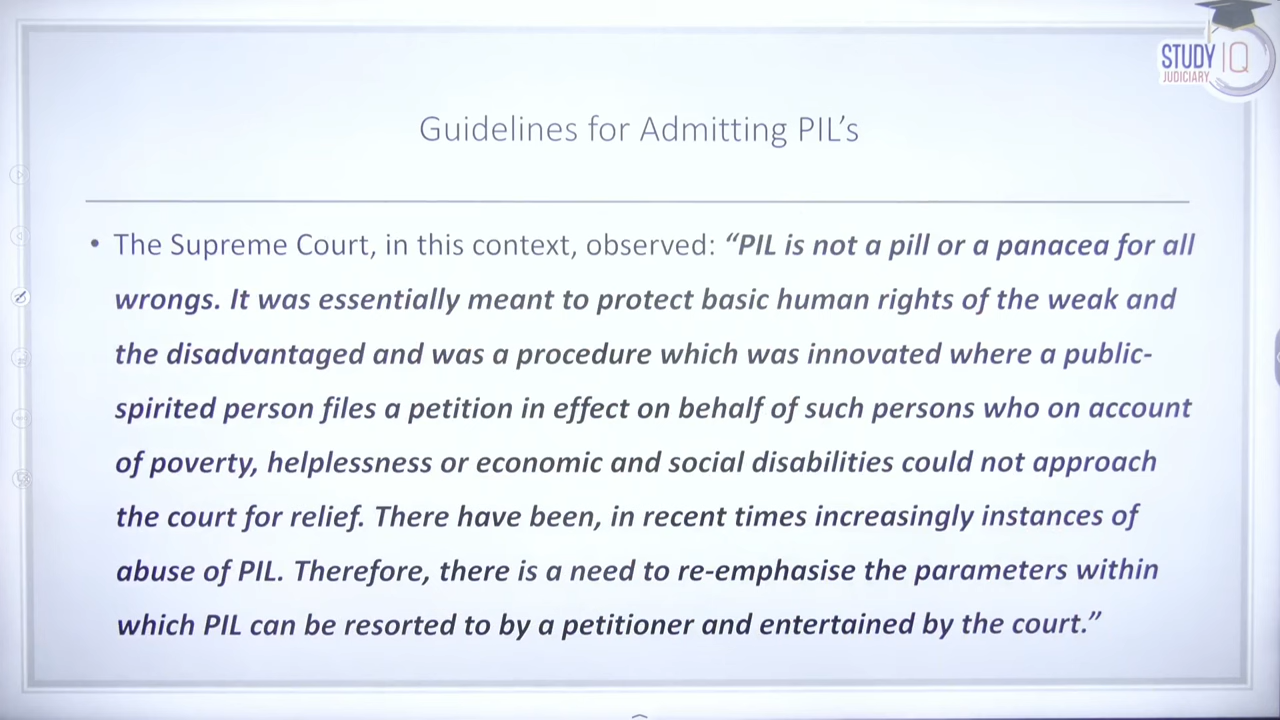 STUDY IQ
JUDICIARY
Guidelines for Admitting PIL’s
• The Supreme Court, in this context, observed: “PIL is not a pill or a panacea for all
wrongs. It was essentially meant to protect basic human rights of the weak and
the disadvantaged and was a procedure which was innovated where a public-
spirited person files a petition in effect on behalf of such persons who on account
of poverty, helplessness or economic and social disabilities could not approach
the court for relief. There have been, in recent times increasingly instances of
abuse of PIL. Therefore, there is a need to re-emphasise the parameters within
which PIL can be resorted to by a petitioner and entertained by the court.”